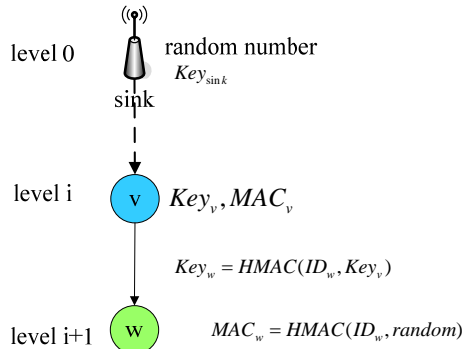 level 0
random number
Key_sink
sink
level i
v
Key_v, MAC_v
Key_w = HMAC(ID_w, Key_v)
level i+1
w
MAC_w = HMAC(ID_w, random)